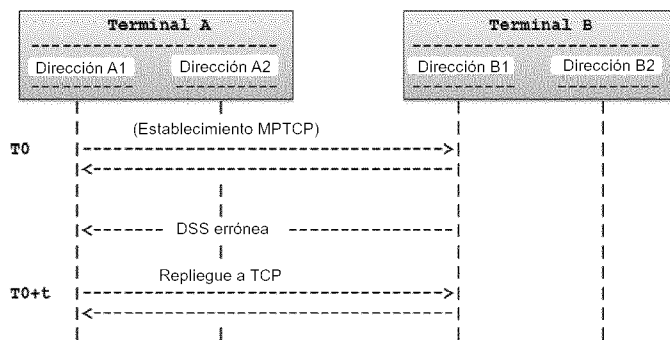 Terminal A
Terminal B
Dirección A1
Dirección A2
Dirección B1
Dirección B2
(Establecimiento MPTCP)
T0
DSS errónea
Repliegue a TCP
T0+t